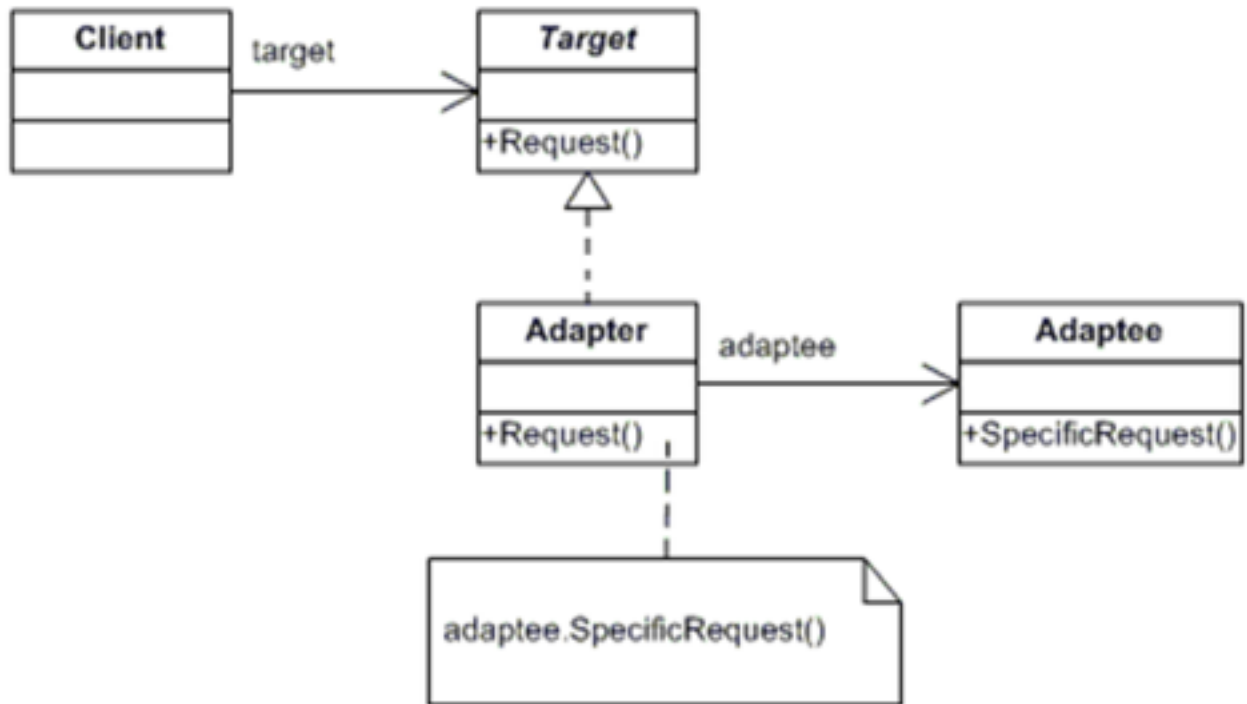 Client
target
Target
+Request()
Adapter
adaptee
Adaptee
+Request()
+SpecificRequest()
adaptee.SpecificRequest()